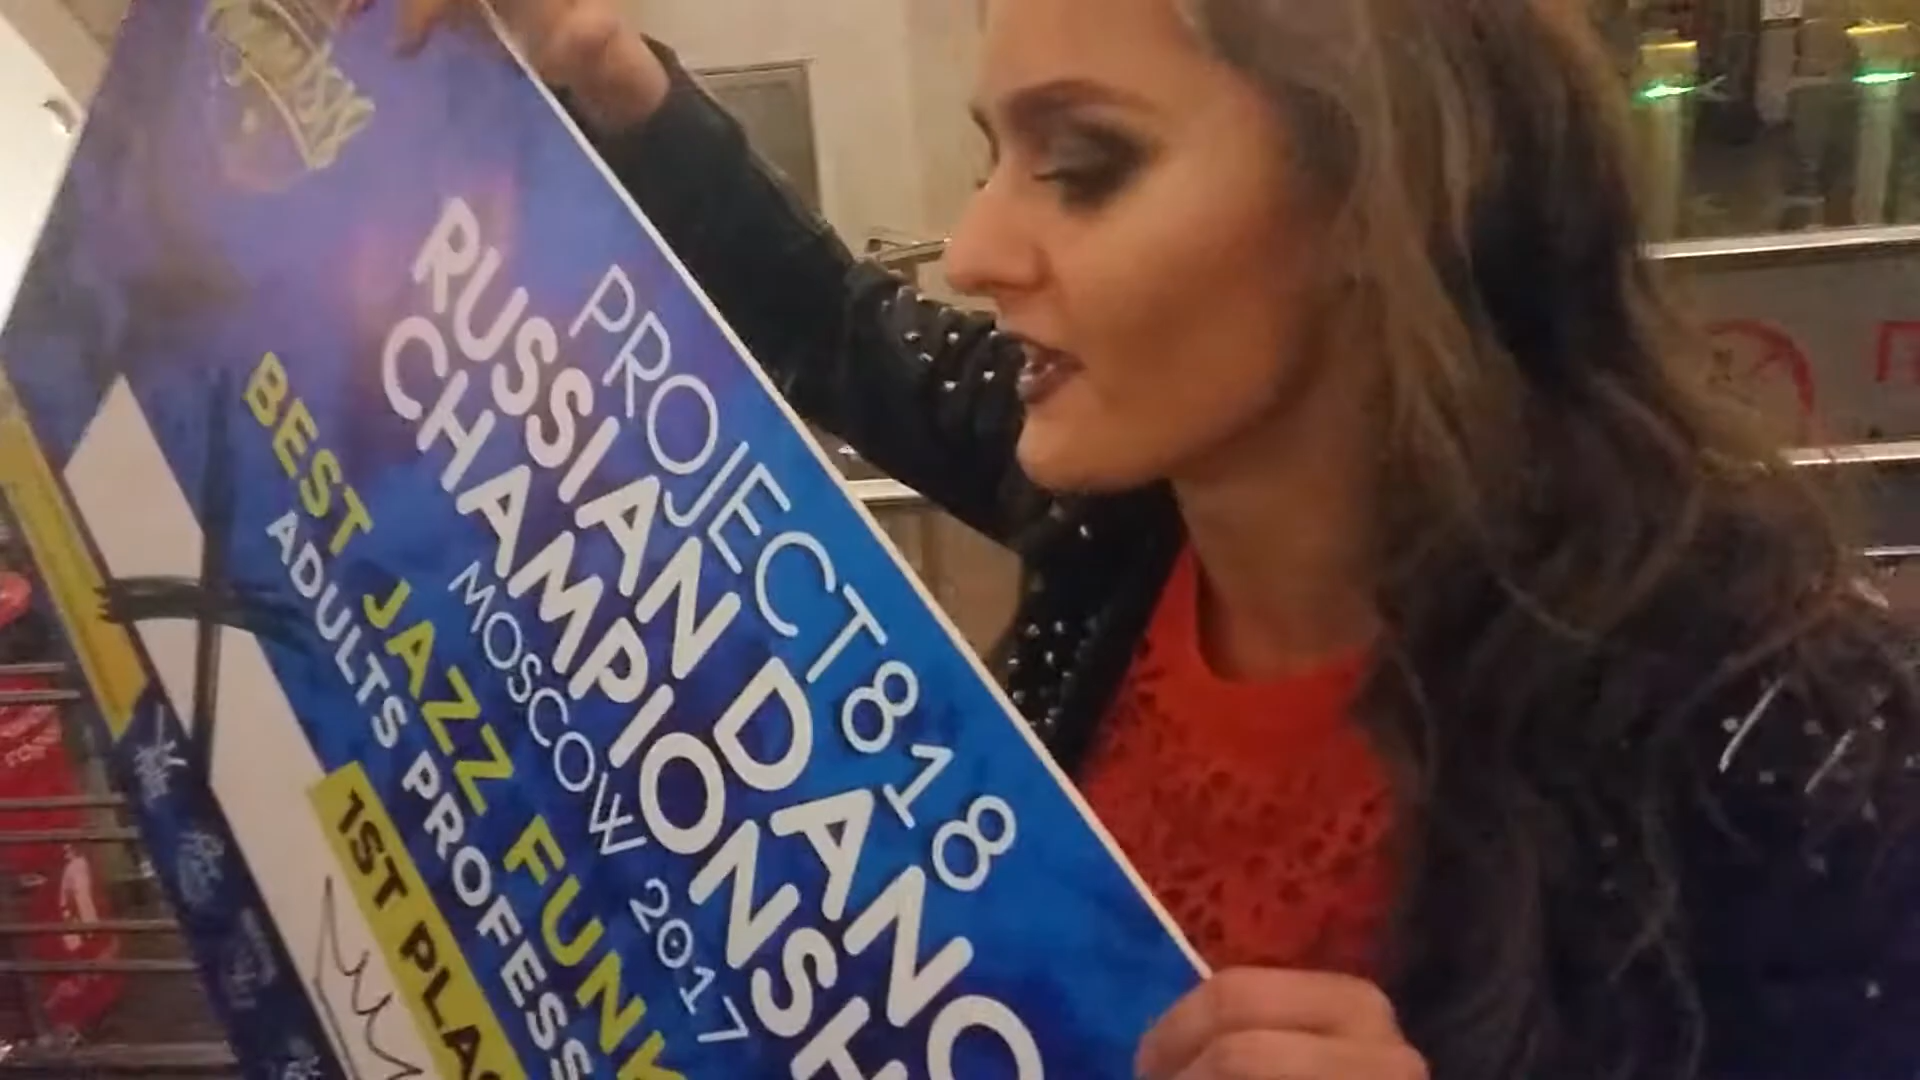 PROJECT818
RUSSIAN DANC
CHAMPIONSH
MOSCOW 2017
BEST JAZZ FUNK
ADULTS PROFESS
1ST PLAC